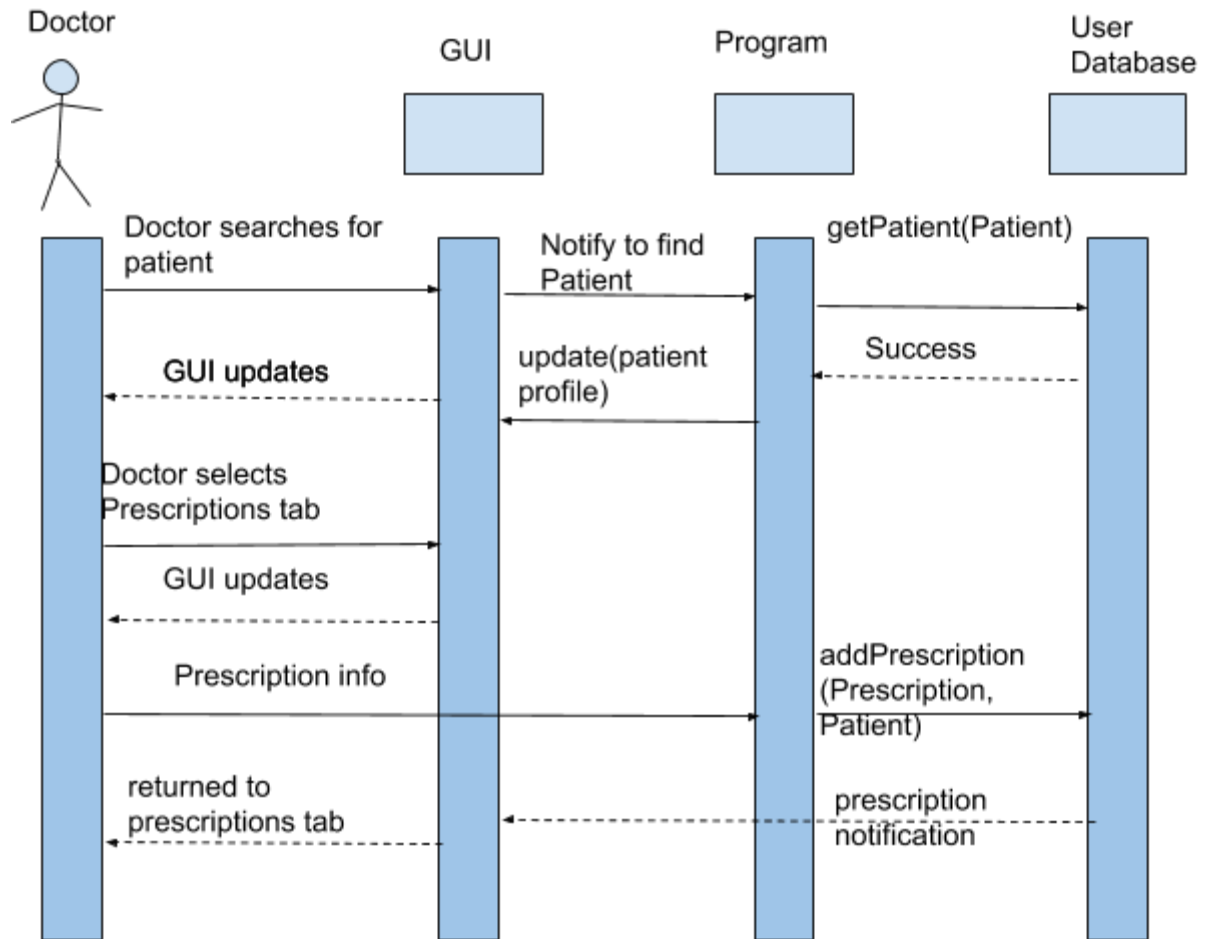 Doctor
GUI
Program
User
Database
Doctor searches for
patient
Notify to find
Patient
getPatient(Patient)
GUI updates
update(patient
profile)
Success
Doctor selects
Prescriptions tab
GUI updates
Prescription info
addPrescription
(Prescription,
Patient)
returned to
prescriptions tab
prescription
notification